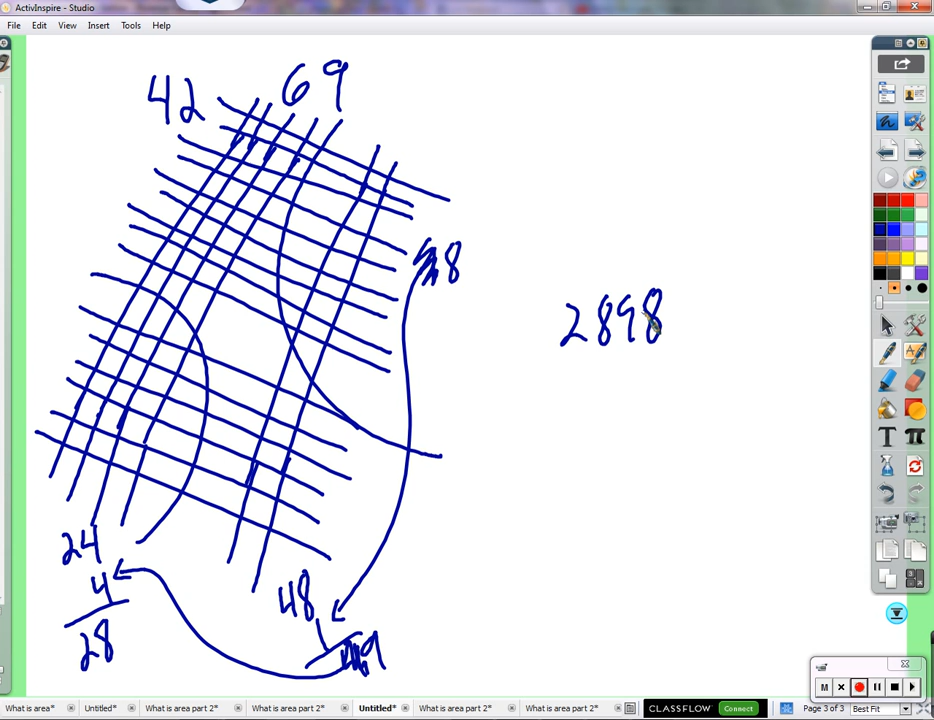 ActivInspire - Studio
File Edit View Insert Tools Help
42 69
8
2898
24
4
28
48
9
M
What is area* Untitled* What is area part 2* What is area part 2* Untitled* What is area part 2* What is area part 2* CLASSFLOW Connect Page 3 of 3 Best Fit